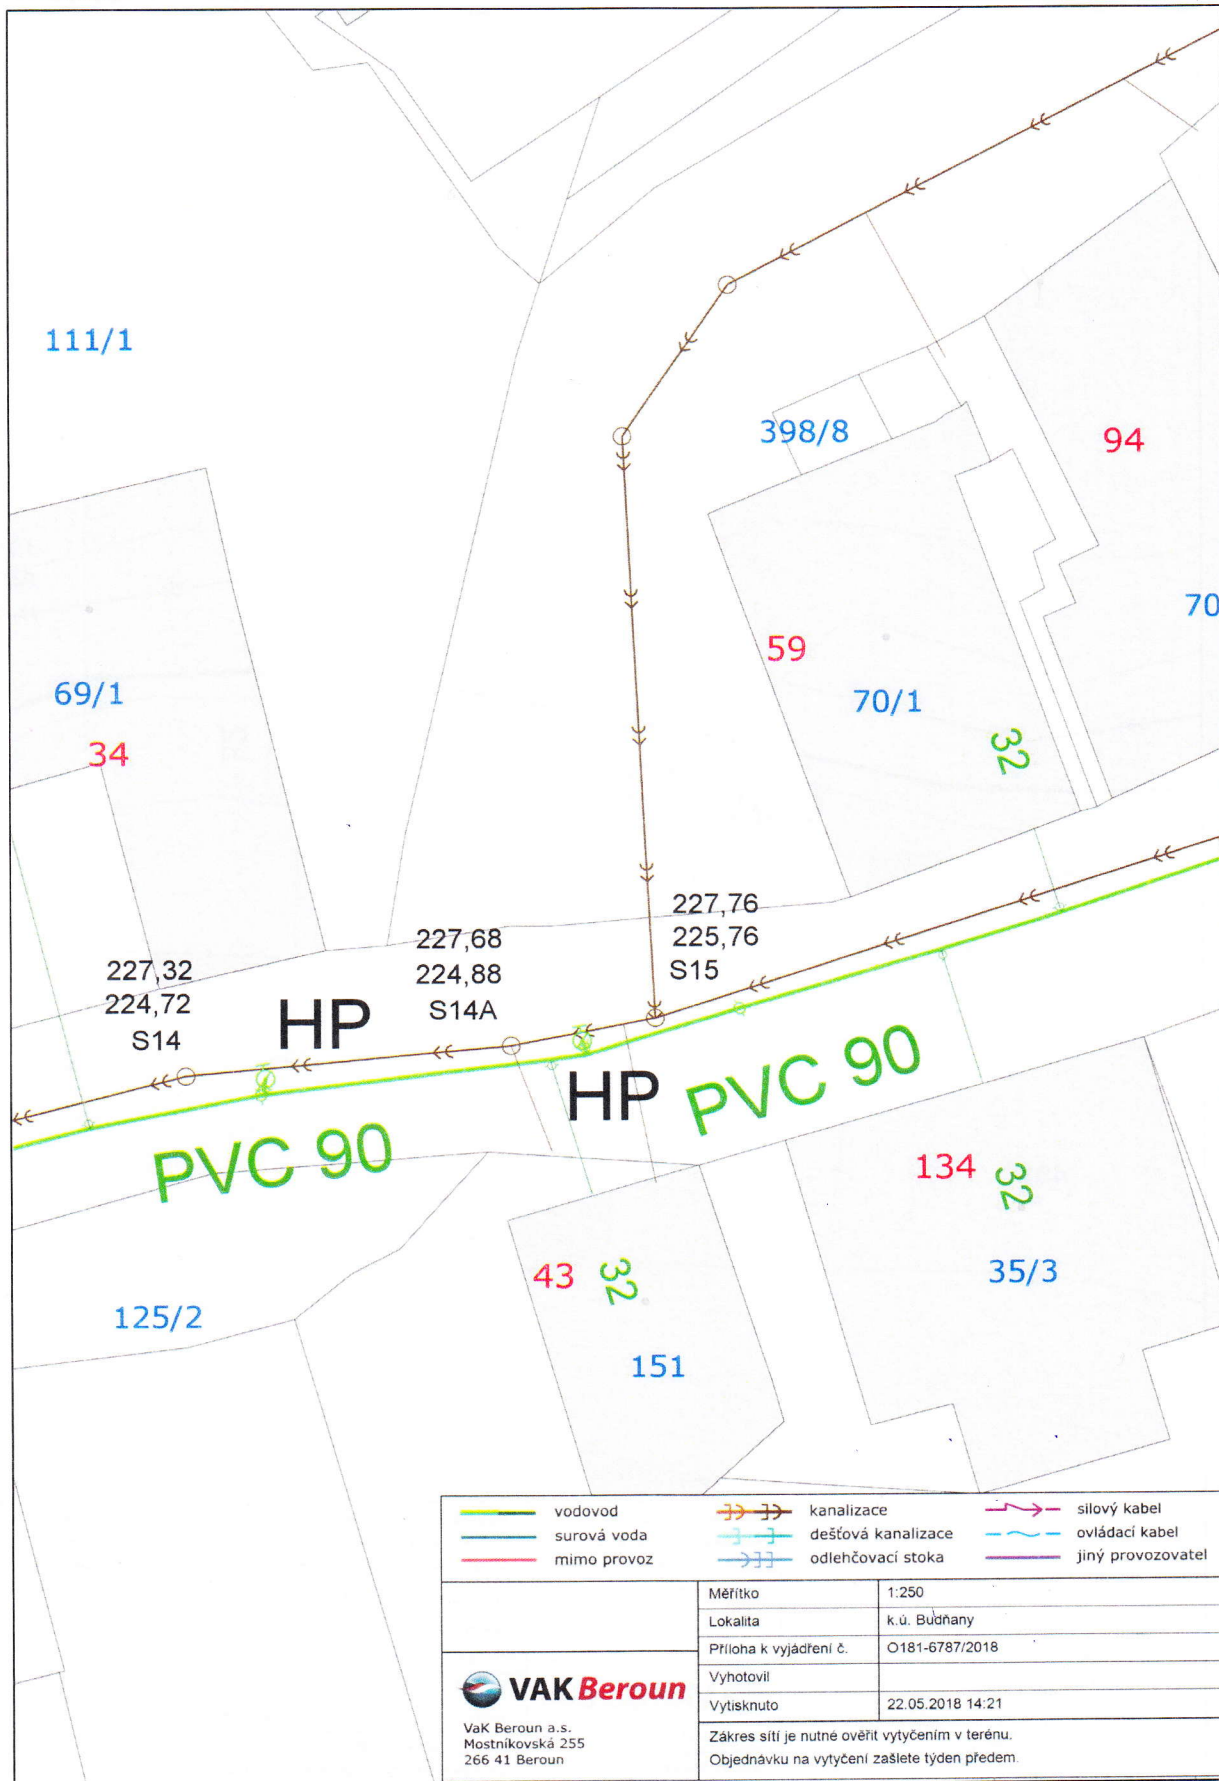 111/1
398/8
94
70
59
70/1
69/1
34
32
227,76
225,76
S15
227,68
224,88
S14A
227,32
224,72
S14
HP
HP
PVC 90
PVC 90
134
32
35/3
43
32
151
125/2
vodovod
surová voda
mimo provoz
kanalizace
dešťová kanalizace
odlehčovací stoka
silový kabel
ovládací kabel
jiný provozovatel
Měřítko 1:250
Lokalita k.ú. Budňany
Příloha k vyjádření č. O181-6787/2018
Vyhotovil
Vytisknuto 22.05.2018 14:21
VAK Beroun
VaK Beroun a.s.
Mostníkovská 255
266 41 Beroun
Zákres sítí je nutné ověřit vytyčením v terénu.
Objednávku na vytyčení zašlete týden předem.